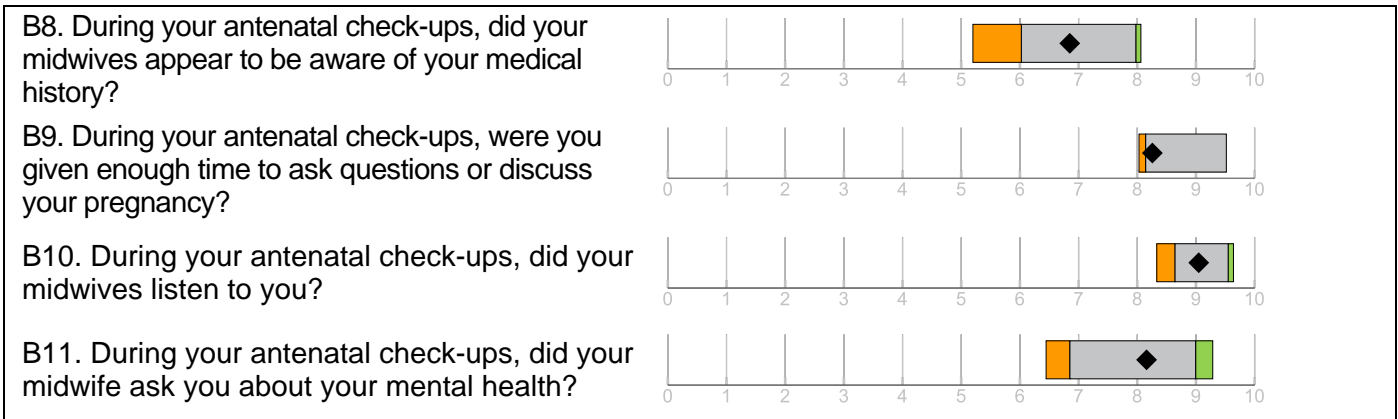 B8. During your antenatal check-ups, did your
midwives appear to be aware of your medical
history?
0 1 2 3 4 5 6 7 8 9 10
B9. During your antenatal check-ups, were you
given enough time to ask questions or discuss
your pregnancy?
0 1 2 3 4 5 6 7 8 9 10
B10. During your antenatal check-ups, did your
midwives listen to you?
0 1 2 3 4 5 6 7 8 9 10
B11. During your antenatal check-ups, did your
midwife ask you about your mental health?
0 1 2 3 4 5 6 7 8 9 10